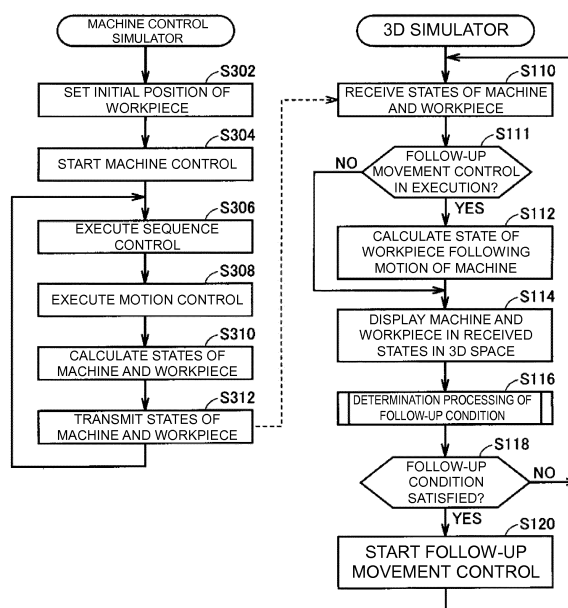 MACHINE CONTROL
SIMULATOR
S302
SET INITIAL POSITION OF
WORKPIECE
S304
START MACHINE CONTROL
S306
EXECUTE SEQUENCE
CONTROL
S308
EXECUTE MOTION CONTROL
S310
CALCULATE STATES OF
MACHINE AND WORKPIECE
S312
TRANSMIT STATES OF
MACHINE AND WORKPIECE
3D SIMULATOR
S110
RECEIVE STATES OF MACHINE
AND WORKPIECE
S111
FOLLOW-UP
MOVEMENT CONTROL
IN EXECUTION?
NO
YES
S112
CALCULATE STATE OF
WORKPIECE FOLLOWING
MOTION OF MACHINE
S114
DISPLAY MACHINE AND
WORKPIECE IN RECEIVED
STATES IN 3D SPACE
S116
DETERMINATION PROCESSING OF
FOLLOW-UP CONDITION
S118
FOLLOW-UP
CONDITION
SATISFIED?
NO
YES
S120
START FOLLOW-UP
MOVEMENT CONTROL